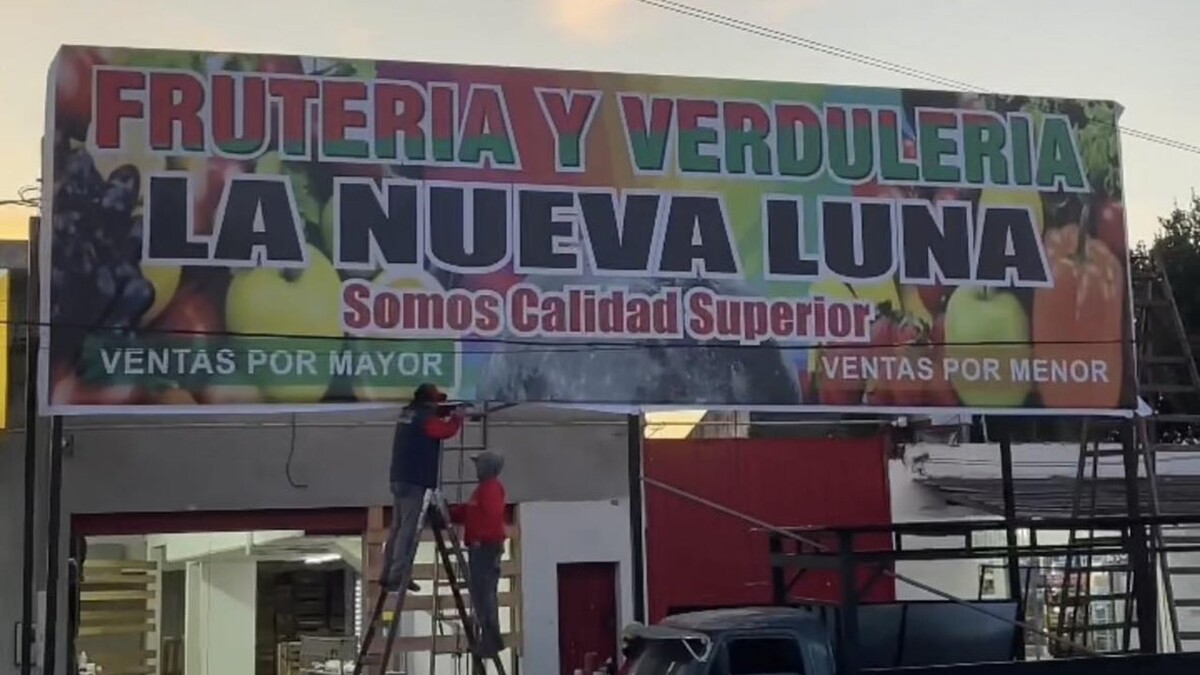 FRUTERIA Y VERDULERIA
LA NUEVA LUNA
Somos Calidad Superior
VENTAS POR MAYOR
VENTAS POR MENOR